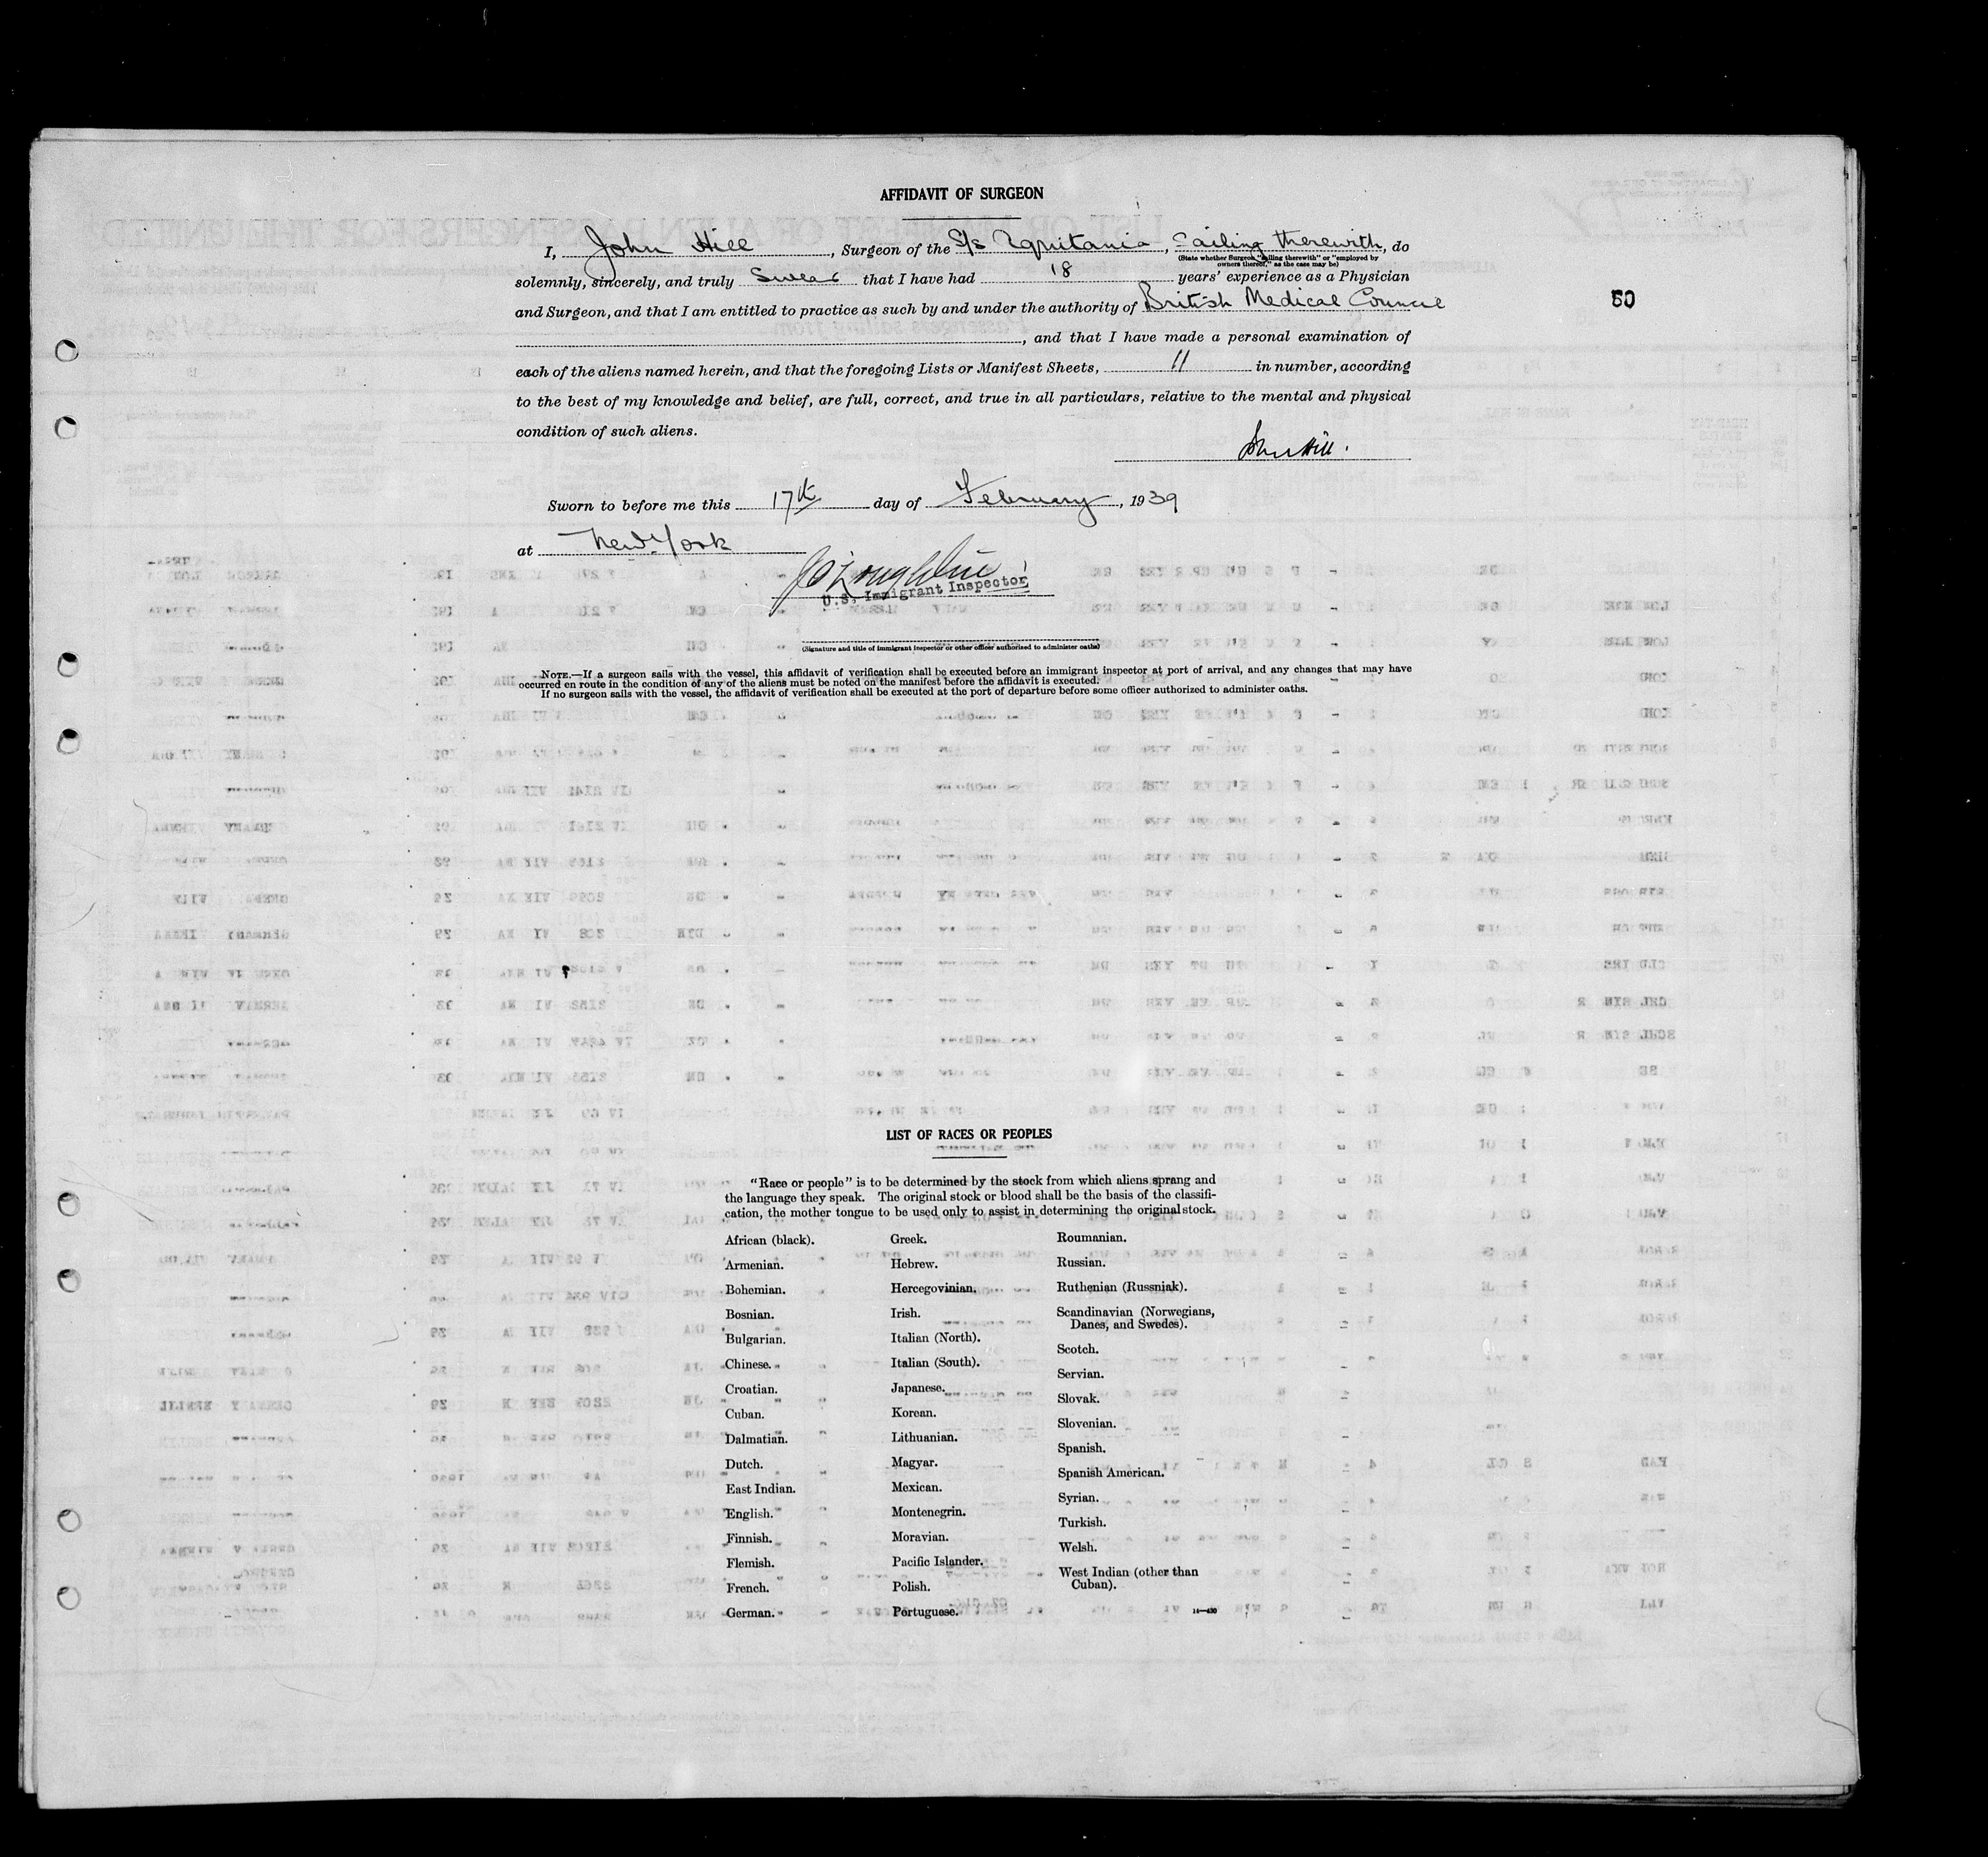 AFFIDAVIT OF SURGEON
I, John Hill, Surgeon of the S/s Aquitania, Sailing therewith, do
(State whether Surgeon "sailing therewith" or "employed by
owners thereof," as the case may be)
solemnly, sincerely, and truly swear that I have had 18 years' experience as a Physician
and Surgeon, and that I am entitled to practice as such by and under the authority of British Medical Council
50
, and that I have made a personal examination of
each of the aliens named herein, and that the foregoing Lists or Manifest Sheets, 11 in number, according
to the best of my knowledge and belief, are full, correct, and true in all particulars, relative to the mental and physical
condition of such aliens.
John Hill.
Sworn to before me this 17th day of February, 1939
at New York
U.S. Immigrant Inspector
(Signature and title of immigrant inspector or other officer authorized to administer oaths)
NOTE.—If a surgeon sails with the vessel, this affidavit of verification shall be executed before an immigrant inspector at port of arrival, and any changes that may have
occurred en route in the condition of any of the aliens must be noted on the manifest before the affidavit is executed.
If no surgeon sails with the vessel, the affidavit of verification shall be executed at the port of departure before some officer authorized to administer oaths.
LIST OF RACES OR PEOPLES
"Race or people" is to be determined by the stock from which aliens sprang and
the language they speak. The original stock or blood shall be the basis of the classifi-
cation, the mother tongue to be used only to assist in determining the original stock.
African (black).
Armenian.
Bohemian.
Bosnian.
Bulgarian.
Chinese.
Croatian.
Cuban.
Dalmatian.
Dutch.
East Indian.
English.
Finnish.
Flemish.
French.
German.
Greek.
Hebrew.
Hercegovinian.
Irish.
Italian (North).
Italian (South).
Japanese.
Korean.
Lithuanian.
Magyar.
Mexican.
Montenegrin.
Moravian.
Pacific Islander.
Polish.
Portuguese.
Roumanian.
Russian.
Ruthenian (Russniak).
Scandinavian (Norwegians,
Danes, and Swedes).
Scotch.
Servian.
Slovak.
Slovenian.
Spanish.
Spanish American.
Syrian.
Turkish.
Welsh.
West Indian (other than
Cuban).